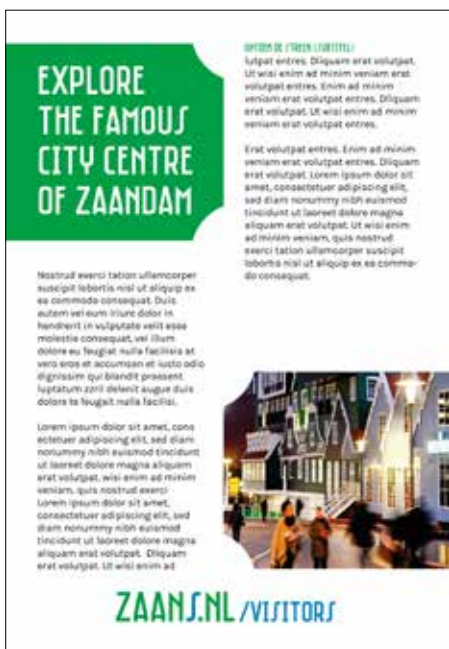 EXPLORE
THE FAMOUS
CITY CENTRE
OF ZAANDAM
Nostrud exerci tation ullamcorper
suscipit lobortis nisl ut aliquip ex
ea commodo consequat. Duis
autem vel eum iriure dolor in
hendrerit in vulputate velit esse
molestie consequat, vel illum
dolore eu feugiat nulla facilisis at
vero eros et accumsan et iusto odio
dignissim qui blandit praesent
luptatum zzril delenit augue duis
dolore te feugait nulla facilisi.
Lorem ipsum dolor sit amet, cons
ectetuer adipiscing elit, sed diam
nonummy nibh euismod tincidunt
ut laoreet dolore magna aliquam
erat volutpat. wisi enim ad minim
veniam, quis nostrud exerci
Lorem ipsum dolor sit amet,
consectetuer adipiscing elit, sed
diam nonummy nibh euismod
tincidunt ut laoreet dolore magna
aliquam erat volutpat. Dliquam
erat volutpat. Ut wisi enim ad
ONTDEK DE STREEK (SUBTITEL)
lutpat entres. Dliquam erat volutpat.
Ut wisi enim ad minim veniam erat
volutpat entres. Enim ad minim
veniam erat volutpat entres. Dliquam
erat volutpat. Ut wisi enim ad minim
veniam erat volutpat entres.
Erat volutpat entres. Enim ad minim
veniam erat volutpat entres. Dliquam
erat volutpat. Lorem ipsum dolor sit
amet, consectetuer adipiscing elit,
sed diam nonummy nibh euismod
tincidunt ut laoreet dolore magna
aliquam erat volutpat. Ut wisi enim
ad minim veniam, quis nostrud
exerci tation ullamcorper suscipit
lobortis nisl ut aliquip ex ea commo-
do consequat.
ZAANS.NL/VISITORS